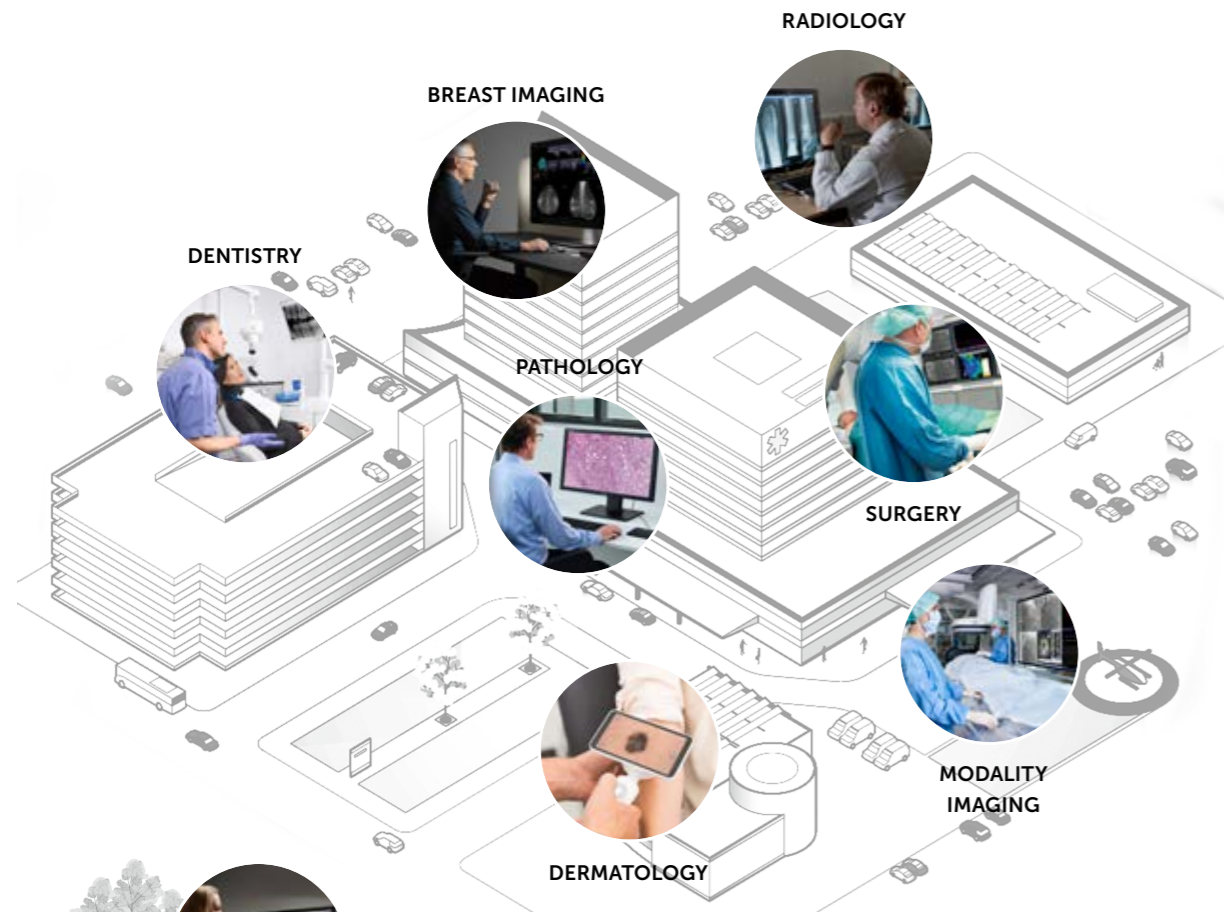 RADIOLOGY
BREAST IMAGING
DENTISTRY
PATHOLOGY
SURGERY
MODALITY
IMAGING
DERMATOLOGY